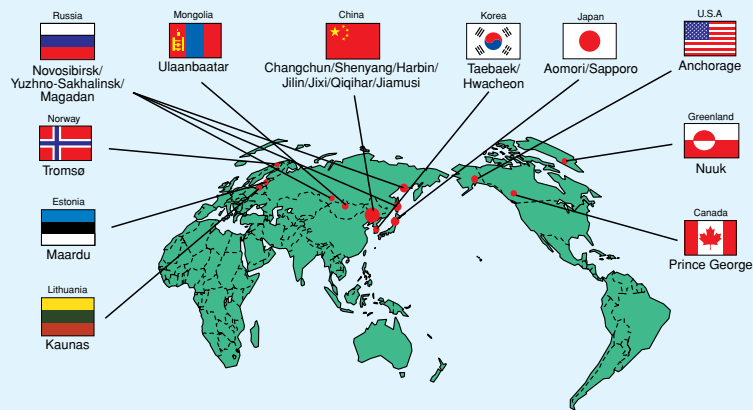 Russia
Novosibirsk/
Yuzhno-Sakhalinsk/
Magadan
Mongolia
Ulaanbaatar
China
Changchun/Shenyang/Harbin/
Jilin/Jixi/Qiqihar/Jiamusi
Korea
Taebaek/
Hwacheon
Japan
Aomori/Sapporo
U.S.A
Anchorage
Norway
Tromsø
Greenland
Nuuk
Estonia
Maardu
Canada
Prince George
Lithuania
Kaunas